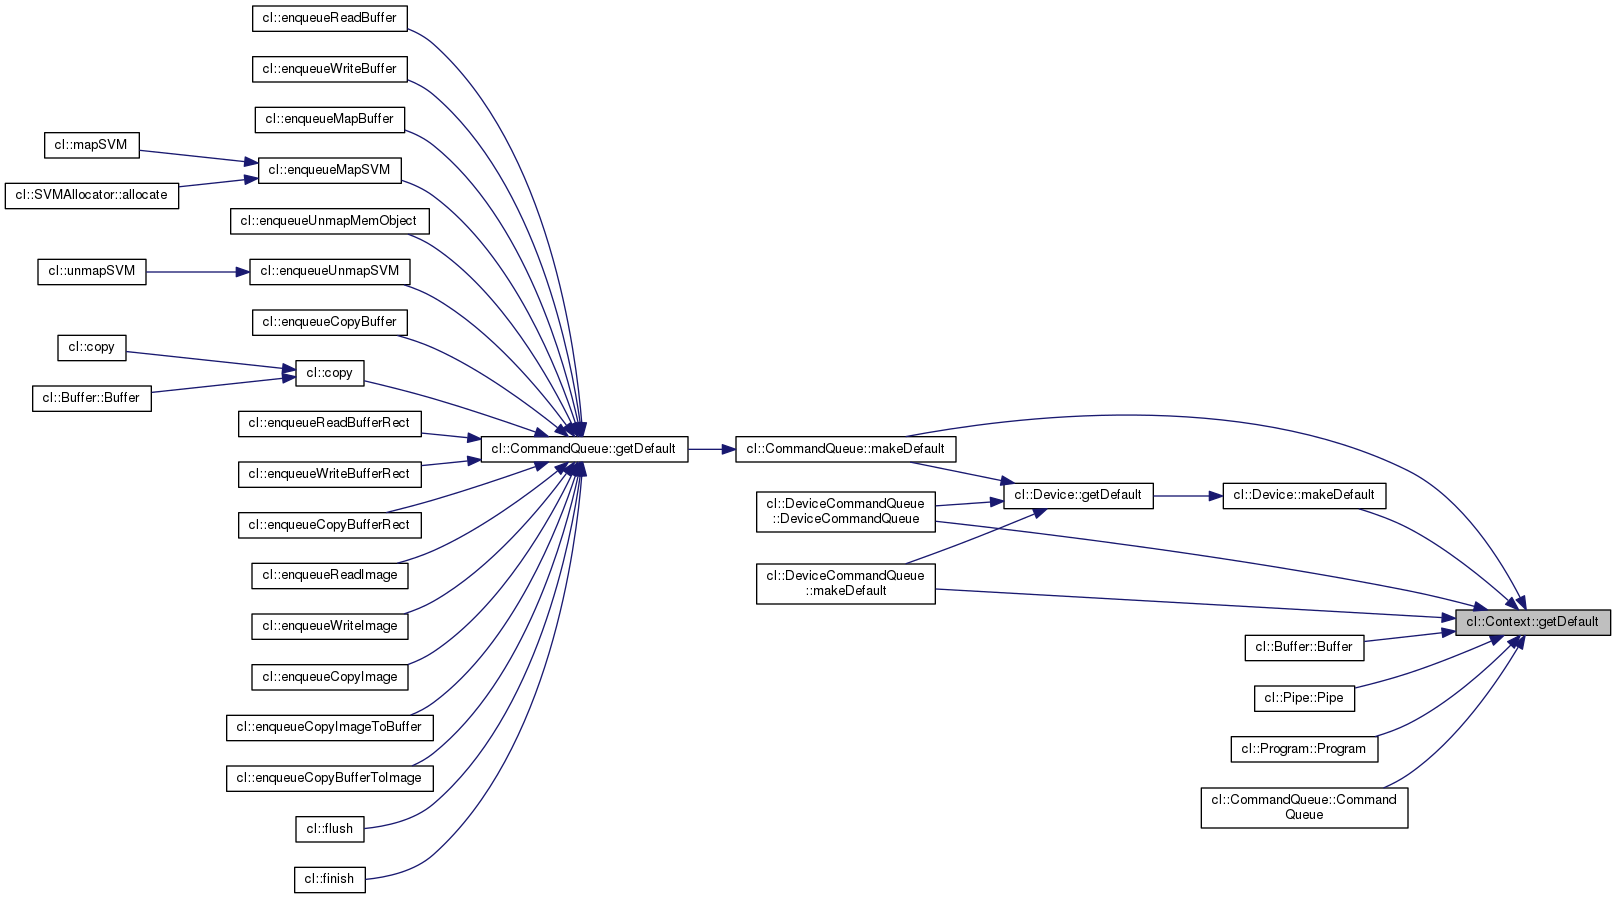 cl::enqueueReadBuffer
cl::enqueueWriteBuffer
cl::enqueueMapBuffer
cl::mapSVM
cl::enqueueMapSVM
cl::SVMAllocator::allocate
cl::enqueueUnmapMemObject
cl::unmapSVM
cl::enqueueUnmapSVM
cl::enqueueCopyBuffer
cl::copy
cl::copy
cl::Buffer::Buffer
cl::enqueueReadBufferRect
cl::CommandQueue::getDefault
cl::CommandQueue::makeDefault
cl::enqueueWriteBufferRect
cl::DeviceCommandQueue
::DeviceCommandQueue
cl::Device::getDefault
cl::Device::makeDefault
cl::enqueueCopyBufferRect
cl::enqueueReadImage
cl::DeviceCommandQueue
::makeDefault
cl::enqueueWriteImage
cl::Context::getDefault
cl::Buffer::Buffer
cl::enqueueCopyImage
cl::Pipe::Pipe
cl::enqueueCopyImageToBuffer
cl::Program::Program
cl::enqueueCopyBufferToImage
cl::CommandQueue::Command
Queue
cl::flush
cl::finish